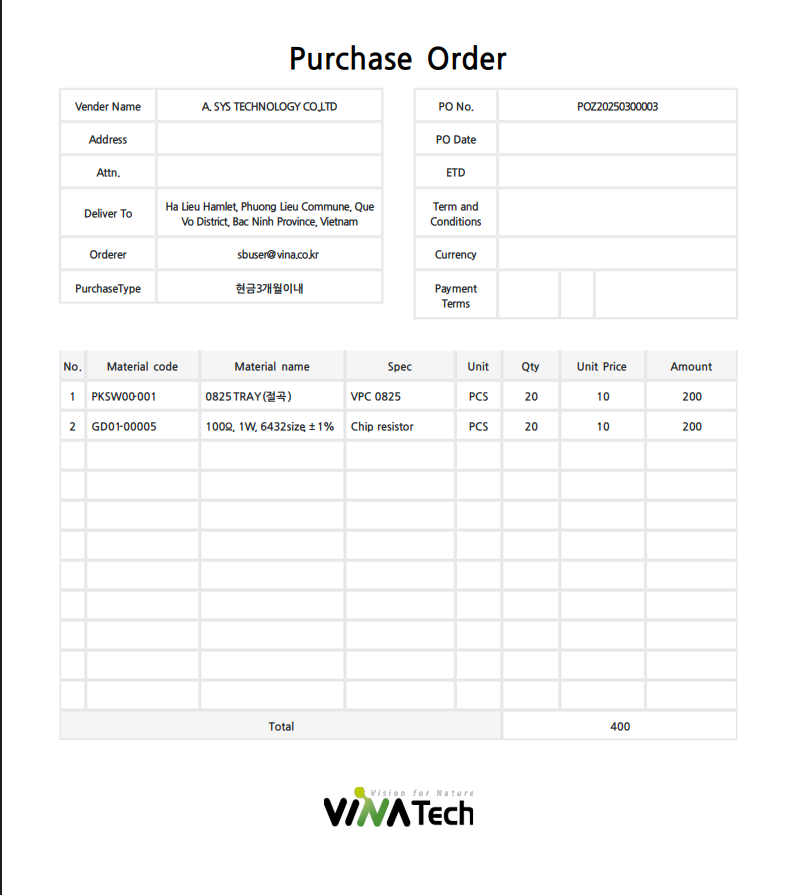 Purchase Order
Vender Name A. SYS TECHNOLOGY CO.,LTD
Address
Attn.
Deliver To Ha Lieu Hamlet, Phuong Lieu Commune, Que
Vo District, Bac Ninh Province, Vietnam
Orderer sbuser@vina.co.kr
PurchaseType 현금3개월이내
PO No. POZ20250300003
PO Date
ETD
Term and
Conditions
Currency
Payment
Terms
No. Material code Material name Spec Unit Qty Unit Price Amount
1 PKSW00-001 0825 TRAY (절곡) VPC 0825 PCS 20 10 200
2 GD01-00005 100Ω, 1W, 6432size, ±1% Chip resistor PCS 20 10 200
Total 400
Vision for Nature
VINATech